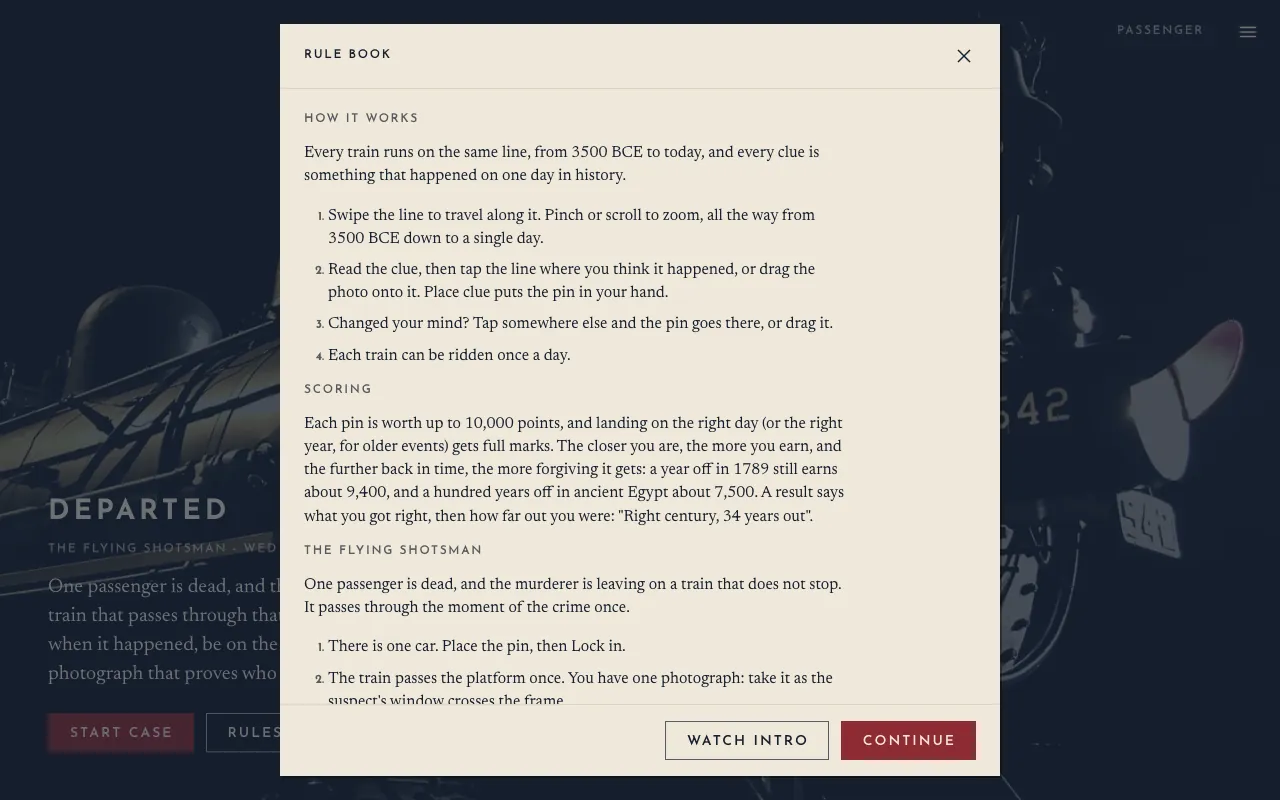 PASSENGER
RULE BOOK
HOW IT WORKS
Every train runs on the same line, from 3500 BCE to today, and every clue is
something that happened on one day in history.
1. Swipe the line to travel along it. Pinch or scroll to zoom, all the way from
3500 BCE down to a single day.
2. Read the clue, then tap the line where you think it happened, or drag the
photo onto it. Place clue puts the pin in your hand.
3. Changed your mind? Tap somewhere else and the pin goes there, or drag it.
4. Each train can be ridden once a day.
SCORING
Each pin is worth up to 10,000 points, and landing on the right day (or the right
year, for older events) gets full marks. The closer you are, the more you earn, and
the further back in time, the more forgiving it gets: a year off in 1789 still earns
about 9,400, and a hundred years off in ancient Egypt about 7,500. A result says
what you got right, then how far out you were: "Right century, 34 years out".
THE FLYING SHOTSMAN
One passenger is dead, and the murderer is leaving on a train that does not stop.
It passes through the moment of the crime once.
1. There is one car. Place the pin, then Lock in.
2. The train passes the platform once. You have one photograph: take it as the
suspect's window crosses the frame
WATCH INTRO
CONTINUE
DEPARTED
THE FLYING SHOTSMAN · WED
One passenger is dead, and th
train that passes through that
when it happened, be on the
photograph that proves who
START CASE
RULES
542